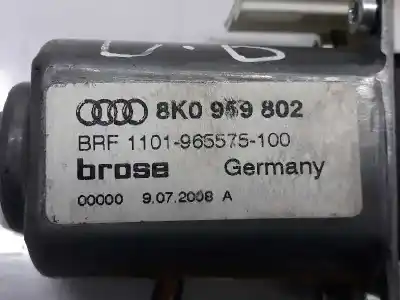 8K0 959 802
BRF 1101-965575-100
brose Germany
00000 9.07.2008 A